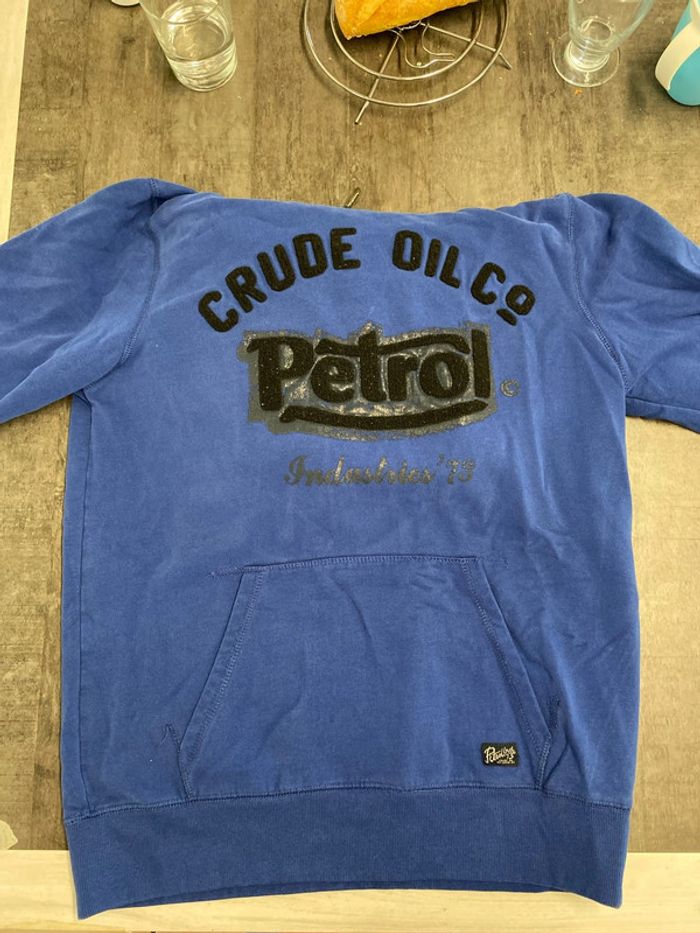 CRUDE OIL Co
Petrol ©
Industries '73